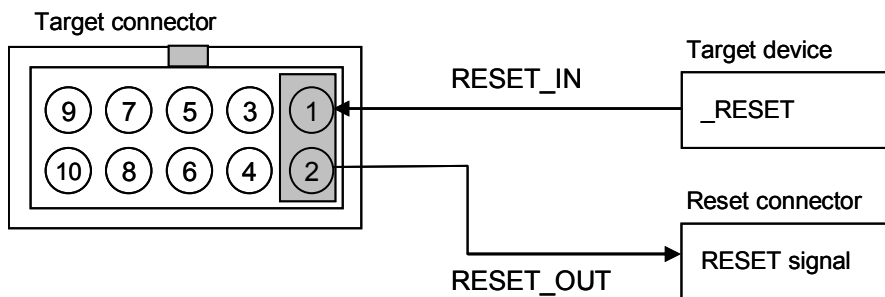 Target connector
Target device
RESET_IN
_RESET
9 7 5 3 1
10 8 6 4 2
Reset connector
RESET signal
RESET_OUT